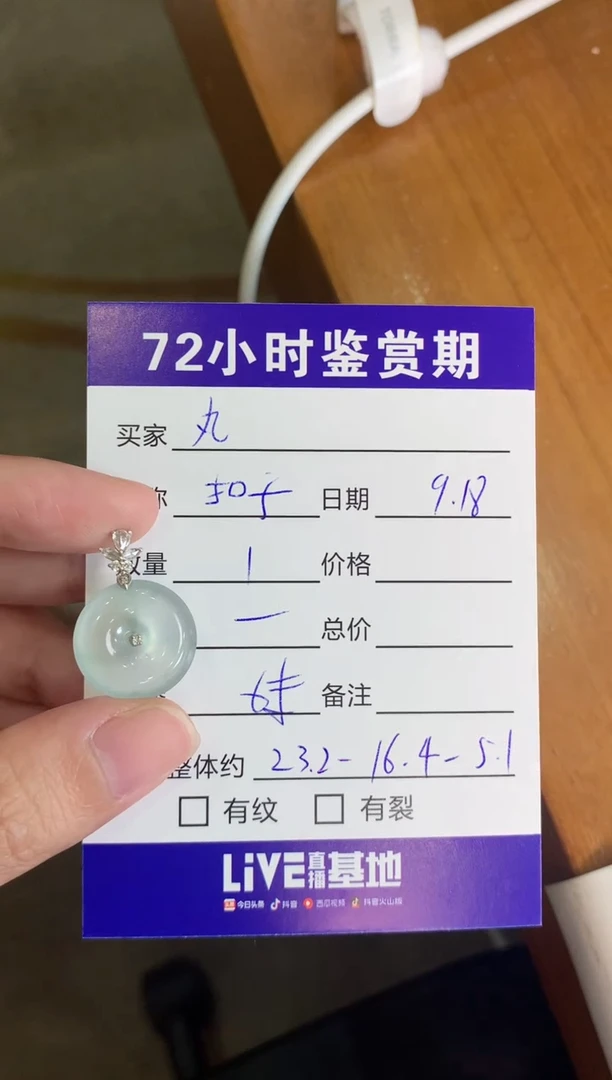 72小时鉴赏期
买家 丸
称 扣子 日期 9.18
数量 1 价格
一 总价
备注
整体约 23.2-16.4-5.1
□ 有纹 □ 有裂
LiVE直播基地
今日头条 抖音 西瓜视频 抖音火山版